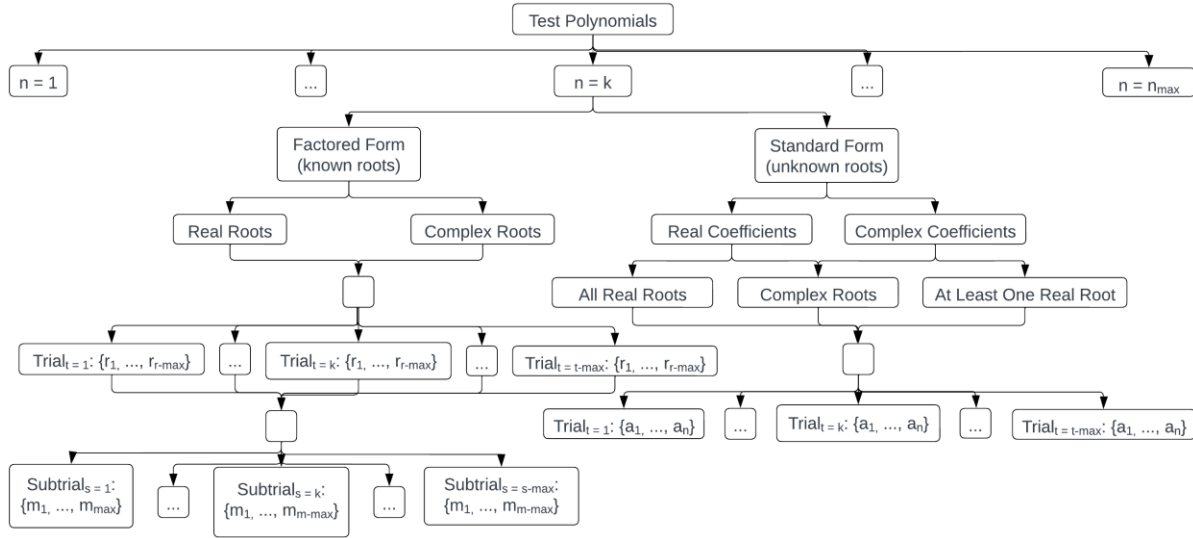 Test Polynomials
n = 1
...
n = k
...
n = nmax
Factored Form
(known roots)
Standard Form
(unknown roots)
Real Roots
Complex Roots
Real Coefficients
Complex Coefficients
All Real Roots
Complex Roots
At Least One Real Root
Trialt = 1: {r1, ..., rr-max}
...
Trialt = k: {r1, ..., rr-max}
...
Trialt = t-max: {r1, ..., rr-max}
Trialt = 1: {a1, ..., an}
...
Trialt = k: {a1, ..., an}
...
Trialt = t-max: {a1, ..., an}
Subtrials = 1:
{m1, ..., mmax}
...
Subtrials = k:
{m1, ..., mm-max}
...
Subtrials = s-max:
{m1, ..., mm-max}